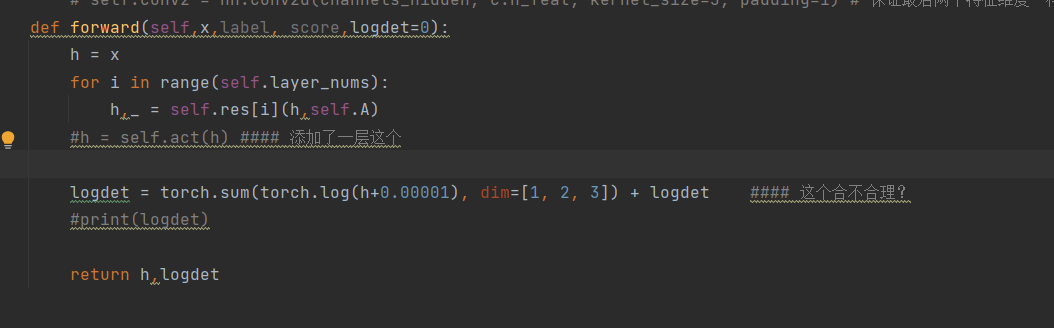 # self.conv2 = nn.Conv2d(channels_hidden, c.n_feat, kernel_size=3, padding=1) # 保证最后两个特征维度一样
def forward(self,x,label, score,logdet=0):
h = x
for i in range(self.layer_nums):
h,_ = self.res[i](h,self.A)
#h = self.act(h) #### 添加了一层这个
logdet = torch.sum(torch.log(h+0.00001), dim=[1, 2, 3]) + logdet #### 这个合不合理?
#print(logdet)
return h,logdet